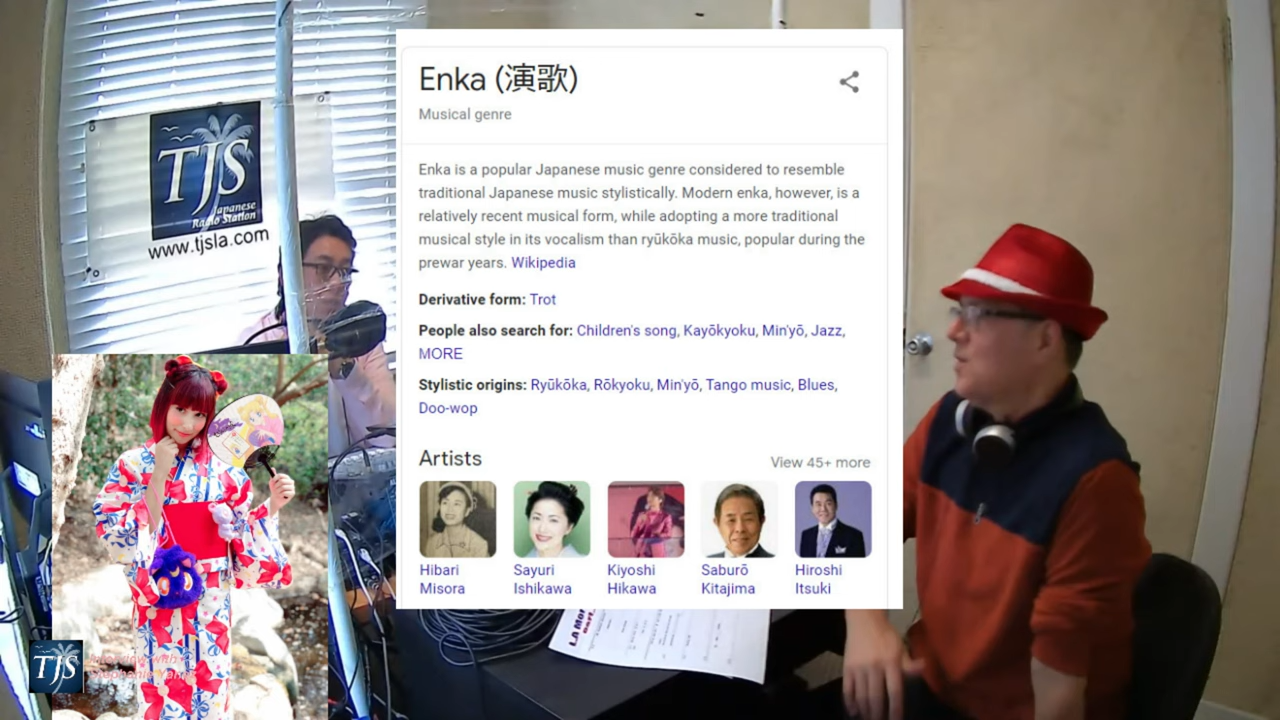 TJS
Japanese
Radio Station
www.tjsla.com
Enka (演歌)
Musical genre
Enka is a popular Japanese music genre considered to resemble
traditional Japanese music stylistically. Modern enka, however, is a
relatively recent musical form, while adopting a more traditional
musical style in its vocalism than ryūkōka music, popular during the
prewar years. Wikipedia
Derivative form: Trot
People also search for: Children's song, Kayōkyoku, Min'yō, Jazz,
MORE
Stylistic origins: Ryūkōka, Rōkyoku, Min'yō, Tango music, Blues,
Doo-wop
Artists
View 45+ more
Hibari
Misora
Sayuri
Ishikawa
Kiyoshi
Hikawa
Saburō
Kitajima
Hiroshi
Itsuki
TJS
Interview with